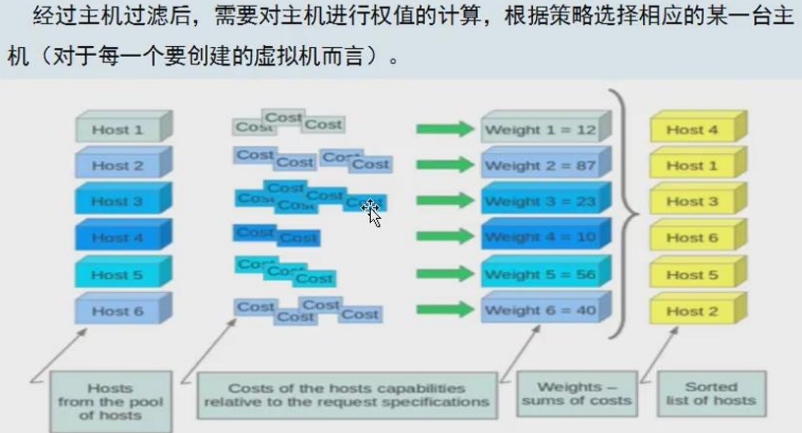 经过主机过滤后，需要对主机进行权值的计算，根据策略选择相应的某一台主
机（对于每一个要创建的虚拟机而言）。
Host 1
Cost Cost Cost
Weight 1 = 12
Host 4
Host 2
Cost Cost Cost Cost
Weight 2 = 87
Host 1
Host 3
Cost Cost Cost Cost Cost
Weight 3 = 23
Host 3
Host 4
Cost Cost
Weight 4 = 10
Host 6
Host 5
Cost Cost Cost
Weight 5 = 56
Host 5
Host 6
Cost Cost Cost Cost
Weight 6 = 40
Host 2
Hosts
from the pool
of hosts
Costs of the hosts capabilities
relative to the request specifications
Weights –
sums of costs
Sorted
list of hosts